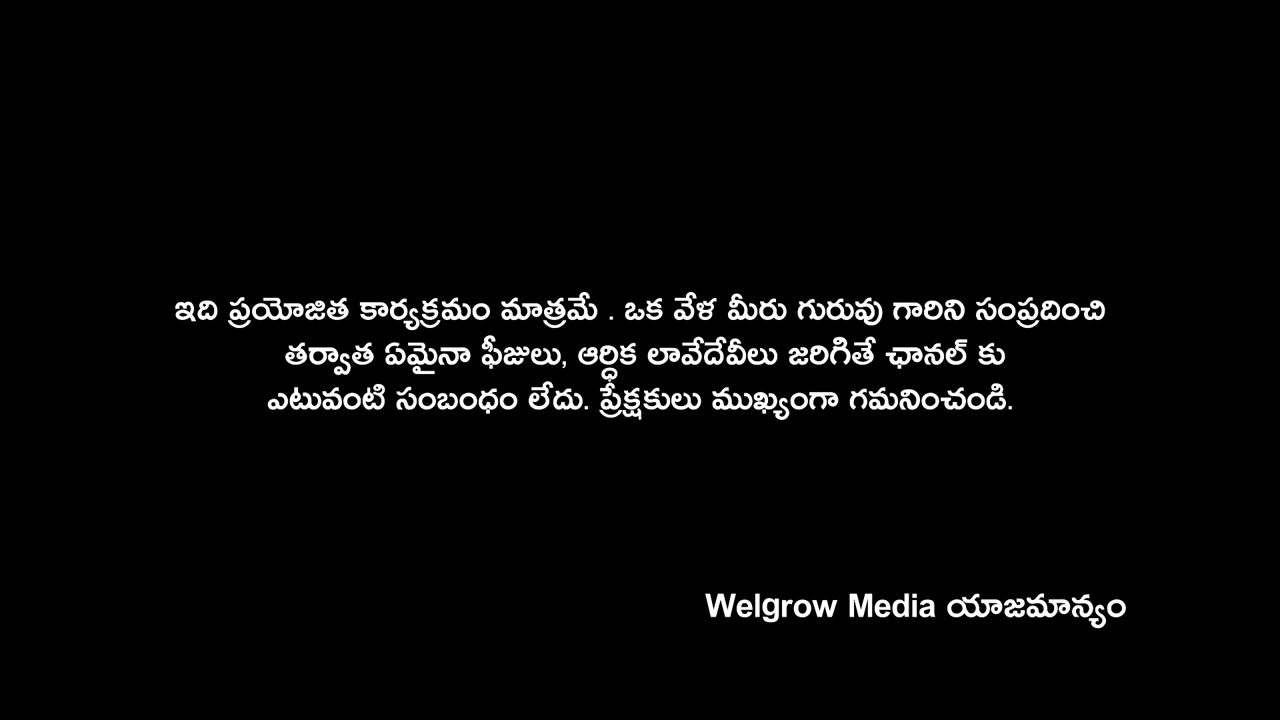 ఇది ప్రయోజిత కార్యక్రమం మాత్రమే . ఒక వేళ మీరు గురువు గారిని సంప్రదించి
తర్వాత ఏమైనా ఫీజులు, ఆర్ధిక లావేదేవీలు జరిగితే ఛానల్ కు
ఎటువంటి సంబంధం లేదు. ప్రేక్షకులు ముఖ్యంగా గమనించండి.
Welgrow Media యాజమాన్యం